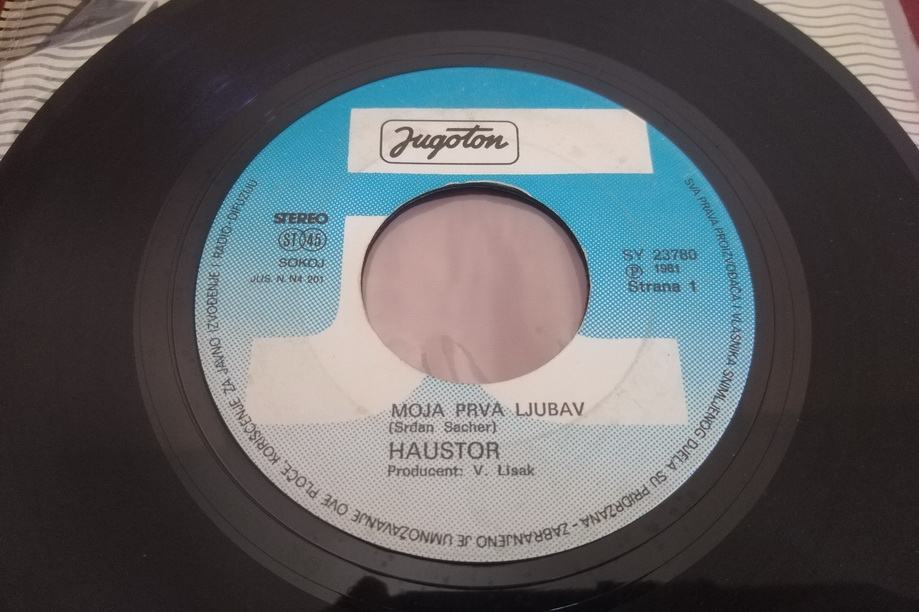 Jugoton
STEREO
ST 45
SOKOJ
JUS. N. N4 201
SY 23780
Ⓟ 1981
Strana 1
MOJA PRVA LJUBAV
(Srđan Sacher)
HAUSTOR
Producent: V. Lisak
SVA PRAVA PROIZVOĐAČA I VLASNIKA SNIMLJENOG DJELA SU PRIDRŽANA - ZABRANJENO JE UMNOŽAVANJE OVE PLOČE, KORIŠĆENJE ZA JAVNO IZVOĐENJE I RADIO-DIFUZIJU